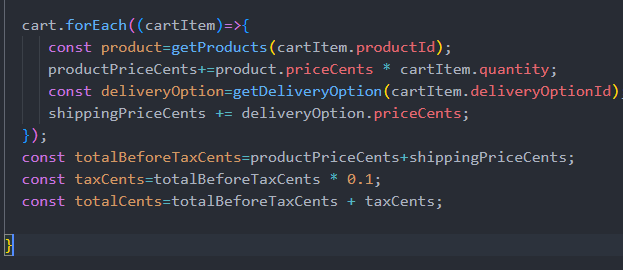 cart.forEach((cartItem)=>{
const product=getProducts(cartItem.productId);
productPriceCents+=product.priceCents * cartItem.quantity;
const deliveryOption=getDeliveryOption(cartItem.deliveryOptionId)
shippingPriceCents += deliveryOption.priceCents;
});
const totalBeforeTaxCents=productPriceCents+shippingPriceCents;
const taxCents=totalBeforeTaxCents * 0.1;
const totalCents=totalBeforeTaxCents + taxCents;
}